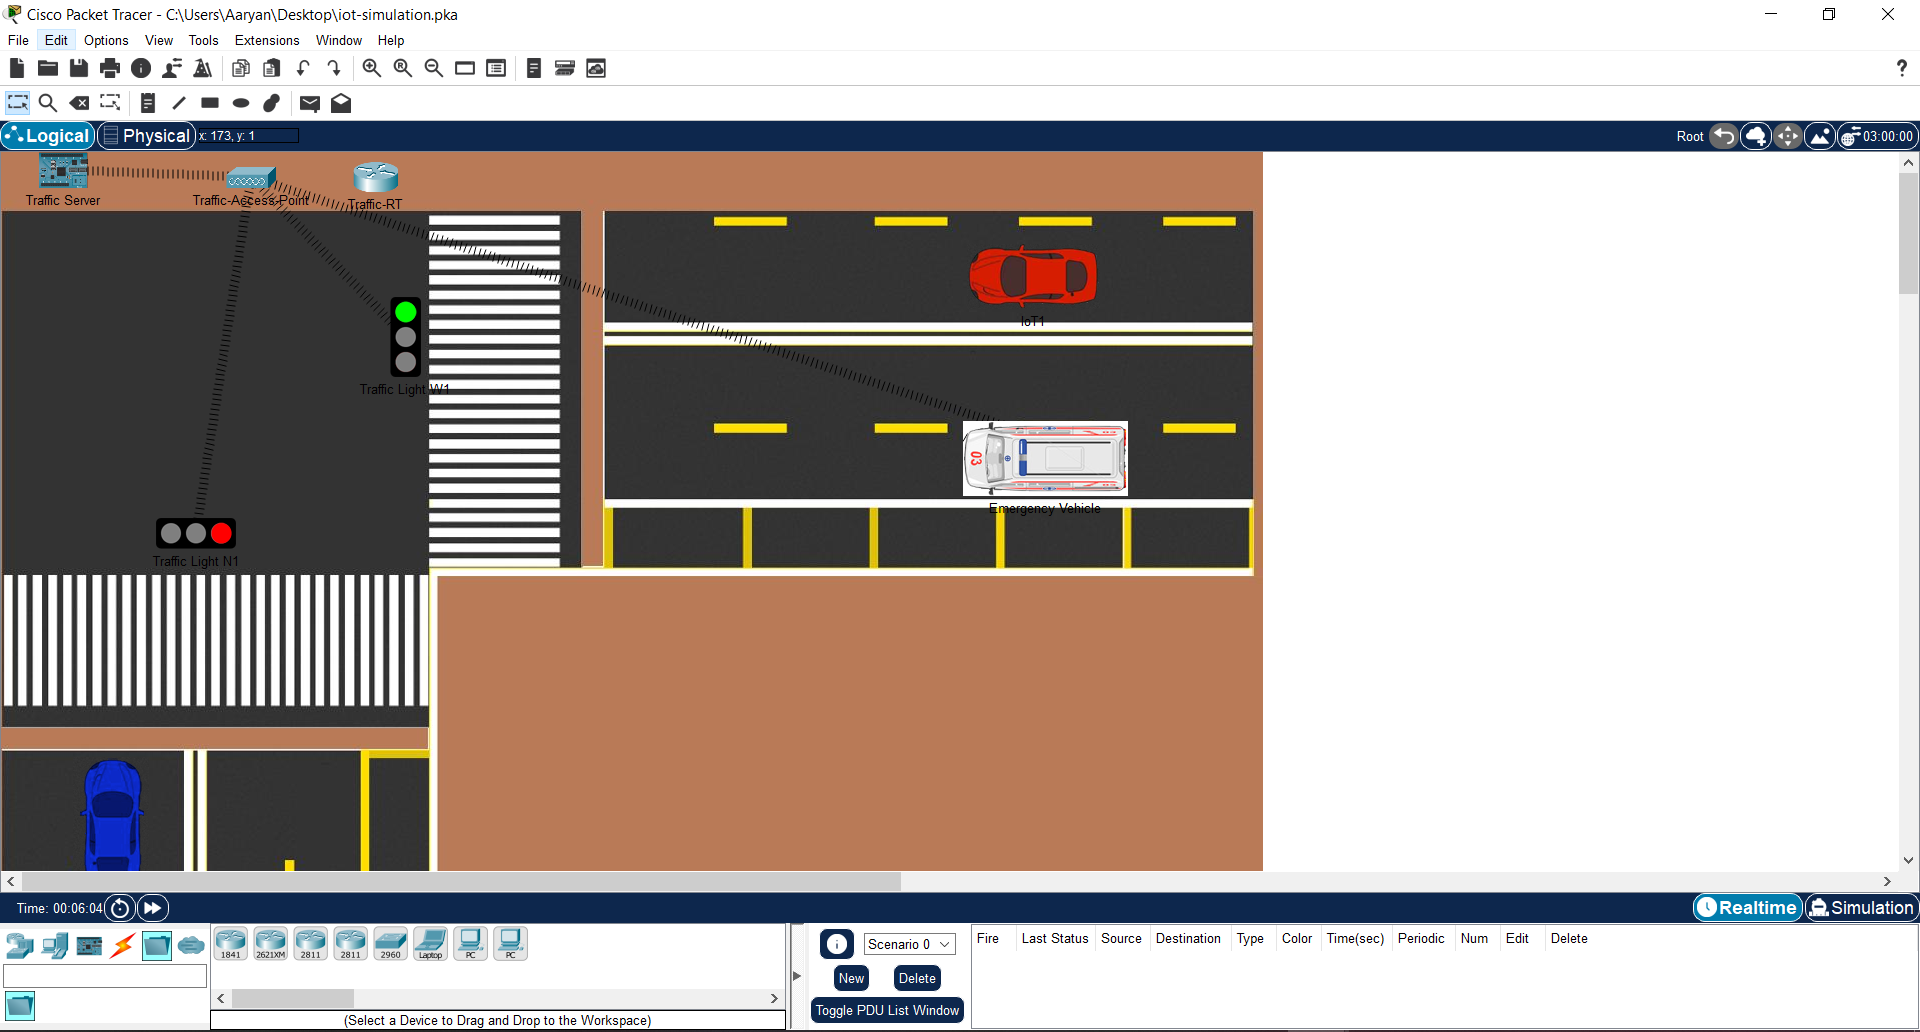 Cisco Packet Tracer - C:\Users\Aaryan\Desktop\iot-simulation.pka
File Edit Options View Tools Extensions Window Help
?
Logical Physical x: 173, y: 1 Root 03:00:00
Traffic Server Traffic-Access-Point Traffic-RT
IoT1
Traffic Light W1
03
Emergency Vehicle
Traffic Light N1
Time: 00:06:04 Realtime Simulation
1841 2621XM 2811 2811 2960 Laptop PC PC
Scenario 0
New Delete
Toggle PDU List Window
Fire Last Status Source Destination Type Color Time(sec) Periodic Num Edit Delete
(Select a Device to Drag and Drop to the Workspace)